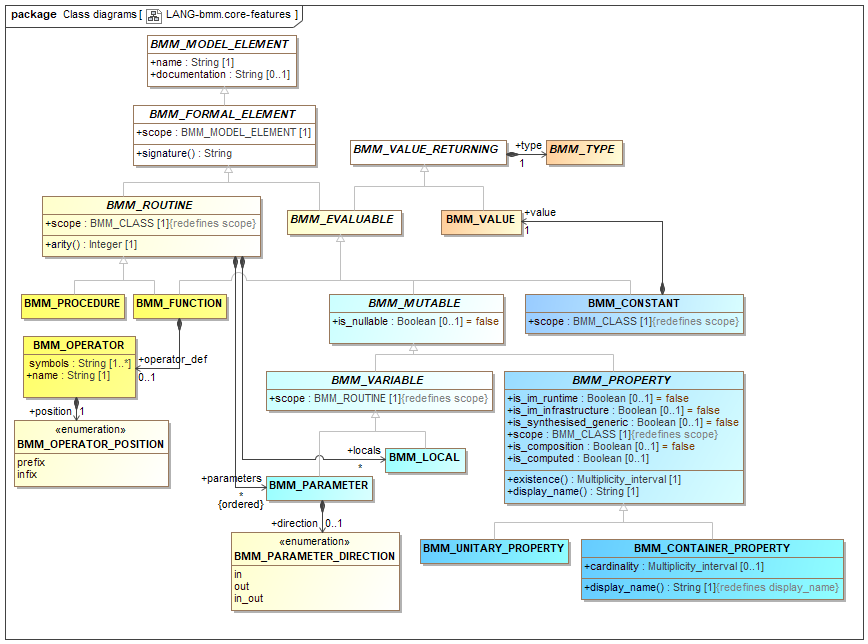 package Class diagrams [ LANG-bmm.core-features ]
BMM_MODEL_ELEMENT
+name : String [1]
+documentation : String [0..1]
BMM_FORMAL_ELEMENT
+scope : BMM_MODEL_ELEMENT [1]
+signature() : String
BMM_VALUE_RETURNING
+type
1
BMM_TYPE
BMM_ROUTINE
+scope : BMM_CLASS [1]{redefines scope}
+arity() : Integer [1]
BMM_EVALUABLE
BMM_VALUE
+value
1
BMM_PROCEDURE
BMM_FUNCTION
BMM_MUTABLE
+is_nullable : Boolean [0..1] = false
BMM_CONSTANT
+scope : BMM_CLASS [1]{redefines scope}
BMM_OPERATOR
symbols : String [1..*]
+name : String [1]
+operator_def
0..1
+position
1
«enumeration»
BMM_OPERATOR_POSITION
prefix
infix
BMM_VARIABLE
+scope : BMM_ROUTINE [1]{redefines scope}
BMM_PROPERTY
+is_im_runtime : Boolean [0..1] = false
+is_im_infrastructure : Boolean [0..1] = false
+is_synthesised_generic : Boolean [0..1] = false
+scope : BMM_CLASS [1]{redefines scope}
+is_composition : Boolean [0..1] = false
+is_computed : Boolean [0..1]
+existence() : Multiplicity_interval [1]
+display_name() : String [1]
+locals
*
BMM_LOCAL
+parameters
*
{ordered}
BMM_PARAMETER
+direction
0..1
«enumeration»
BMM_PARAMETER_DIRECTION
in
out
in_out
BMM_UNITARY_PROPERTY
BMM_CONTAINER_PROPERTY
+cardinality : Multiplicity_interval [0..1]
+display_name() : String [1]{redefines display_name}